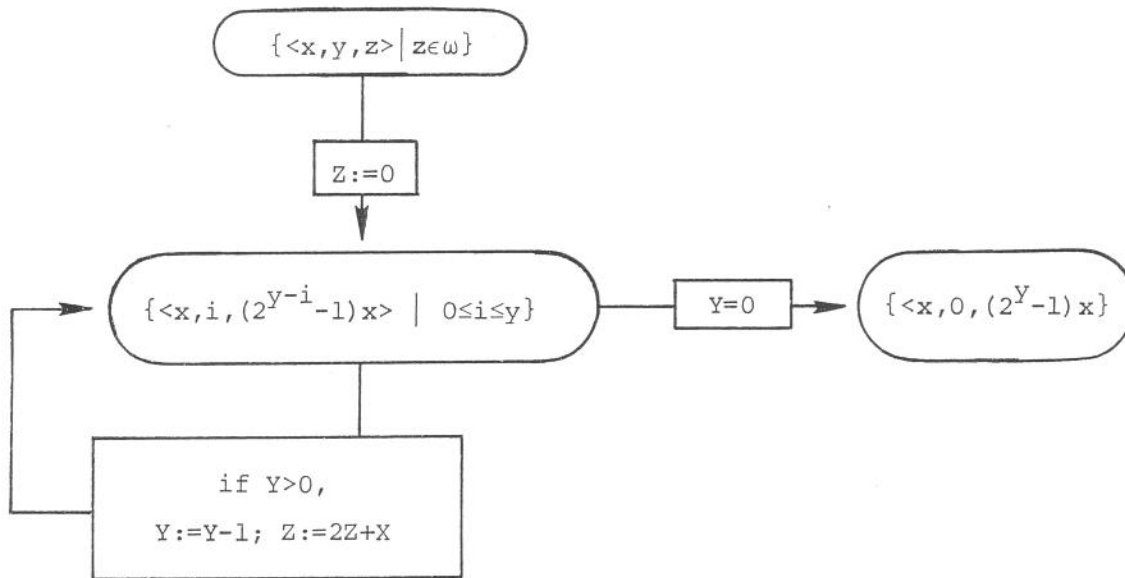 {<x,y,z>|z∈ω}
Z:=0
{<x,i,(2^{y-i}-1)x> | 0≤i≤y}
Y=0
{<x,0,(2^y-1)x}
if Y>0,
Y:=Y-1; Z:=2Z+X